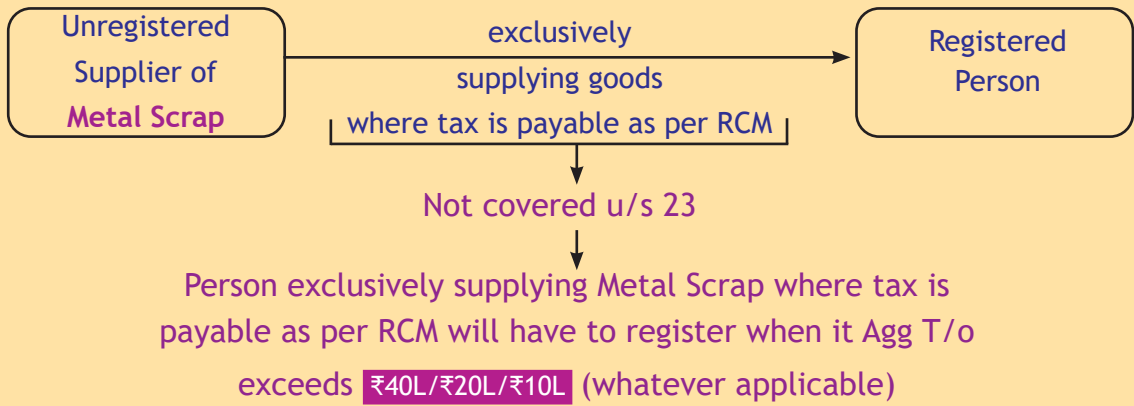 Unregistered
Supplier of
Metal Scrap
exclusively
supplying goods
where tax is payable as per RCM
Registered
Person
Not covered u/s 23
Person exclusively supplying Metal Scrap where tax is
payable as per RCM will have to register when it Agg T/o
exceeds ₹40L/₹20L/₹10L (whatever applicable)